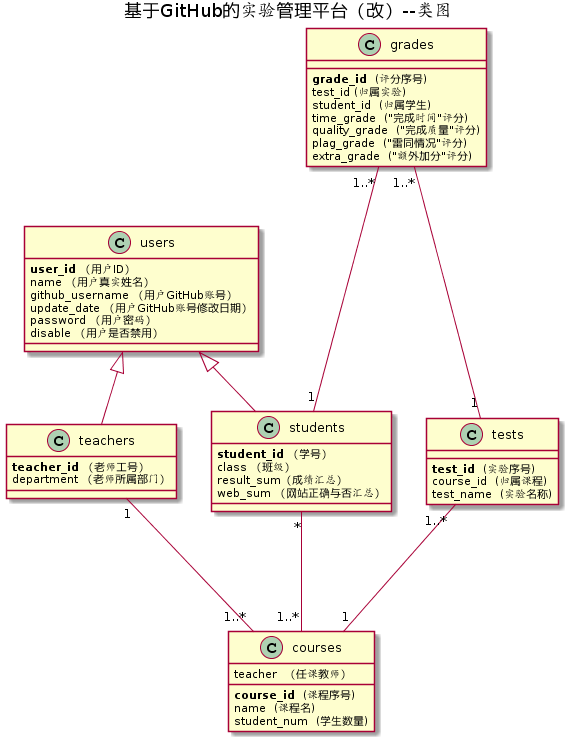 基于GitHub的实验管理平台（改）--类图
C grades
grade_id （评分序号）
test_id (归属实验）
student_id （归属学生）
time_grade （"完成时间"评分）
quality_grade （"完成质量"评分）
plag_grade （"雷同情况"评分）
extra_grade （"额外加分"评分）
1..*
1..*
C users
user_id （用户ID）
name （用户真实姓名）
github_username （用户GitHub账号）
update_date （用户GitHub账号修改日期）
password （用户密码）
disable （用户是否禁用）
1
1
C teachers
teacher_id （老师工号）
department （老师所属部门）
C students
student_id （学号）
class （班级）
result_sum（成绩汇总）
web_sum （网站正确与否汇总）
C tests
test_id （实验序号）
course_id （归属课程）
test_name （实验名称）
1
*
1..*
1..*
1..*
1
C courses
teacher （任课教师）
course_id （课程序号）
name （课程名）
student_num （学生数量）